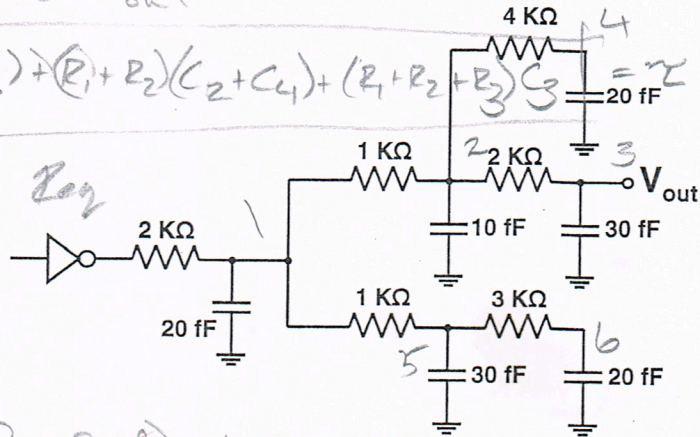 4 KΩ 4
)+(R₁+R₂)(C₂+C₄)+(R₁+R₂+R₃)C₃ = τ
20 fF
1 KΩ 2 2 KΩ 3
Req
Vout
2 KΩ 1
10 fF 30 fF
1 KΩ 3 KΩ
20 fF
5 6
30 fF 20 fF